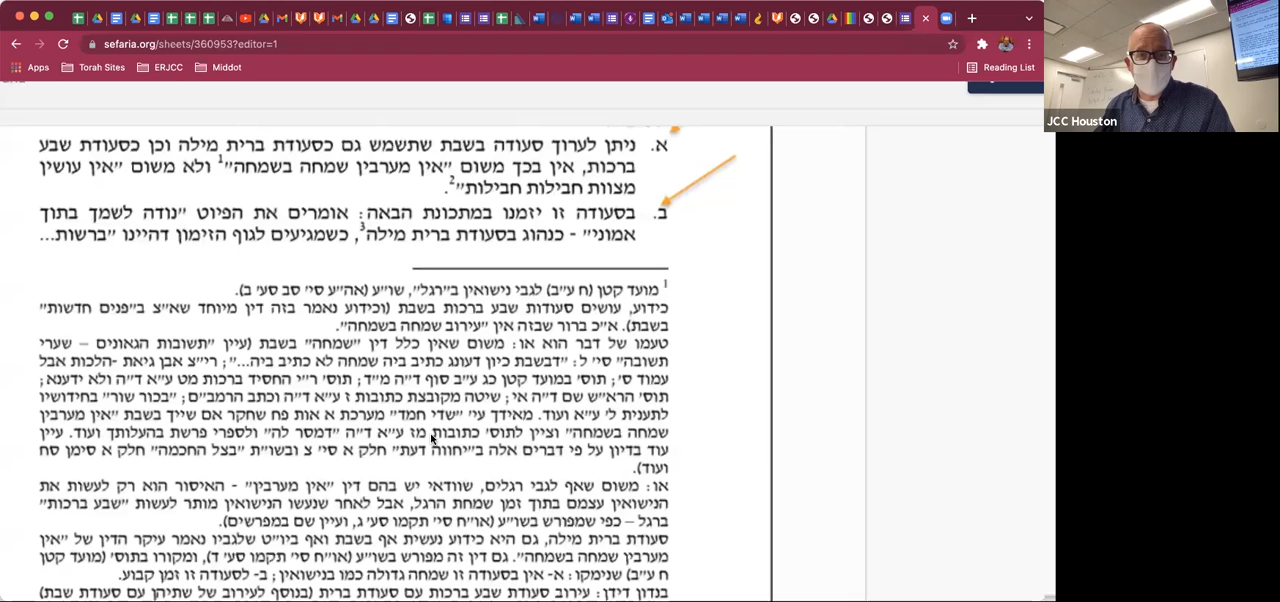 sefaria.org/sheets/360953?editor=1
Apps Torah Sites ERJCC Middot Reading List
JCC Houston
א. ניתן לערוך סעודה בשבת שתשמש גם כסעודת ברית מילה וכן כסעודת שבע
ברכות, אין בכך משום ״אין מערבין שמחה בשמחה״1 ולא משום ״אין עושין
מצוות חבילות חבילות״2.
ב. בסעודה זו יזמנו במתכונת הבאה: אומרים את הפיוט ״נודה לשמך בתוך
אמוני״ - כנהוג בסעודת ברית מילה3, כשמגיעים לגוף הזימון דהיינו ״ברשות...
1 מועד קטן (ח ע״ב) לגבי נישואין ב״רגל״, שו״ע (אה״ע סי׳ סב סע׳ ב).
כידוע, עושים סעודות שבע ברכות בשבת (וכידוע נאמר בזה דין מיוחד שא״צ ב״פנים חדשות״
בשבת). א״כ ברור שבזה אין ״עירוב שמחה בשמחה״.
טעמו של דבר הוא או: משום שאין כלל דין ״שמחה״ בשבת (עיין ״תשובות הגאונים – שערי
תשובה״ סי׳ ל: ״דבשבת כיון דעונג כתיב ביה שמחה לא כתיב ביה...״; רי״צ אבן גיאת -הלכות אבל
עמוד ס׳; תוס׳ במועד קטן כג ע״ב סוף ד״ה מ״ד; תוס׳ ר״י החסיד ברכות מט ע״א ד״ה ולא ידענא;
תוס׳ הרא״ש שם ד״ה אי; שיטה מקובצת כתובות ז ע״א ד״ה וכתב הרמב״ם; ״בכור שור״ בחידושיו
לתענית ל׳ ע״א ועוד. מאידך עי׳ ״שדי חמד״ מערכת א אות פח שחקר אם שייך בשבת ״אין מערבין
שמחה בשמחה״ וציין לתוס׳ כתובות מז ע״א ד״ה ״דמסר לה״ ולספרי פרשת בהעלותך ועוד. עיין
עוד בדיון על פי דברים אלה ב״יחווה דעת״ חלק א סי׳ צ ובשו״ת ״בצל החכמה״ חלק א סימן סח
ועוד).
או: משום שאף לגבי רגלים, שוודאי יש בהם דין ״אין מערבין״ - האיסור הוא רק לעשות את
הנישואין עצמם בתוך זמן שמחת הרגל, אבל לאחר שנעשו הנישואין מותר לעשות ״שבע ברכות״
ברגל – כפי שמפורש בשו״ע (או״ח סי׳ תקמו סע׳ ג, ועיין שם במפרשים).
סעודת ברית מילה, גם היא כידוע נעשית אף בשבת ואף ביו״ט שלגביו נאמר עיקר הדין של ״אין
מערבין שמחה בשמחה״. גם דין זה מפורש בשו״ע (או״ח סי׳ תקמו סע׳ ד), ומקורו בתוס׳ (מועד קטן
ח ע״ב) שנימקו: א- אין בסעודה זו שמחה גדולה כמו בנישואין; ב- לסעודה זו זמן קבוע.
בנדון דידן: עירוב סעודת שבע ברכות עם סעודת ברית (בנוסף לעירוב של שתיהן עם סעודת שבת)